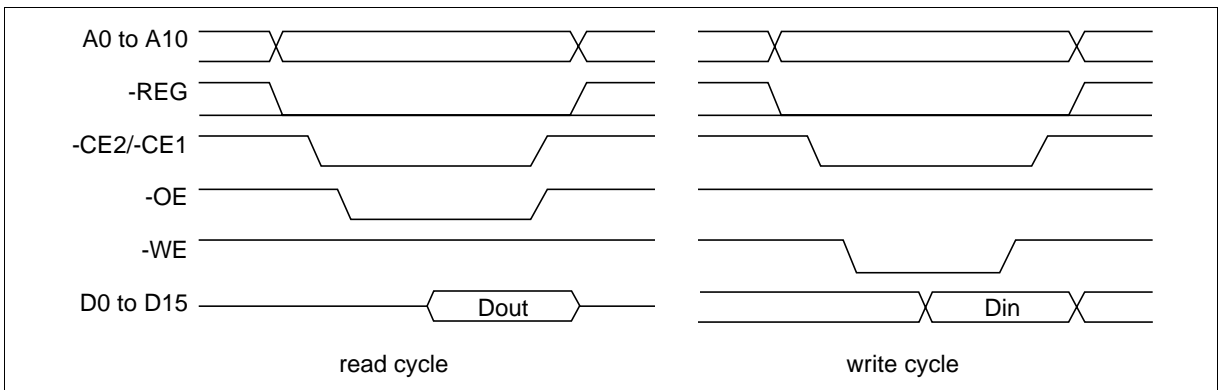 A0 to A10
-REG
-CE2/-CE1
-OE
-WE
D0 to D15
Dout
Din
read cycle
write cycle